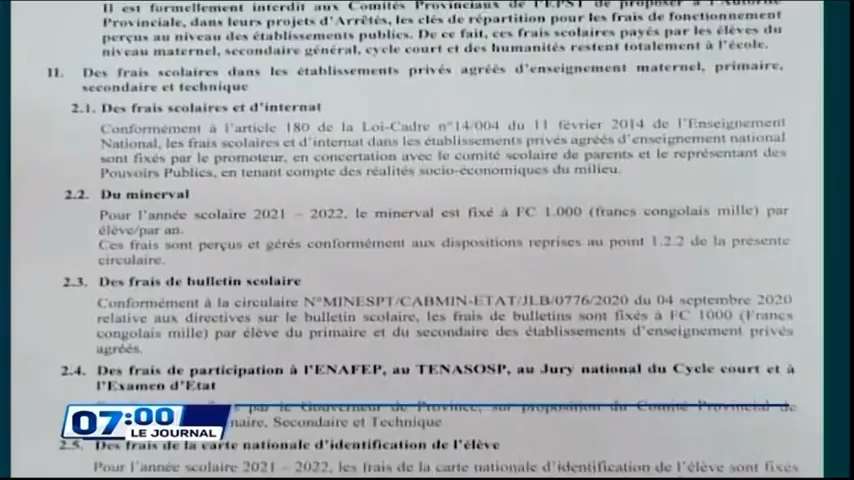 Il est formellement interdit aux Comités Provinciaux de l'EPST de proposer à l'Autorité
Provinciale, dans leurs projets d'Arrêtés, les clés de répartition pour les frais de fonctionnement
perçus au niveau des établissements publics. De ce fait, ces frais scolaires payés par les élèves du
niveau maternel, secondaire général, cycle court et des humanités restent totalement à l'école.
II. Des frais scolaires dans les établissements privés agréés d'enseignement maternel, primaire,
secondaire et technique
2.1. Des frais scolaires et d'internat
Conformément à l'article 180 de la Loi-Cadre n°14/004 du 11 février 2014 de l'Enseignement
National, les frais scolaires et d'internat dans les établissements privés agréés d'enseignement national
sont fixés par le promoteur, en concertation avec le comité scolaire de parents et le représentant des
Pouvoirs Publics, en tenant compte des réalités socio-économiques du milieu.
2.2. Du minerval
Pour l'année scolaire 2021 – 2022, le minerval est fixé à FC 1.000 (francs congolais mille) par
élève/par an.
Ces frais sont perçus et gérés conformément aux dispositions reprises au point 1.2.2 de la présente
circulaire.
2.3. Des frais de bulletin scolaire
Conformément à la circulaire N°MINESPT/CABMIN-ETAT/JLB/0776/2020 du 04 septembre 2020
relative aux directives sur le bulletin scolaire, les frais de bulletins sont fixés à FC 1000 (Francs
congolais mille) par élève du primaire et du secondaire des établissements d'enseignement privés
agréés.
2.4. Des frais de participation à l'ENAFEP, au TENASOSP, au Jury national du Cycle court et à
l'Examen d'Etat
par le Gouverneur de Province, sur proposition du Comité Provincial de
naire, Secondaire et Technique
07:00
LE JOURNAL
2.5. Des frais de la carte nationale d'identification de l'élève
Pour l'année scolaire 2021 – 2022, les frais de la carte nationale d'identification de l'élève sont fixés